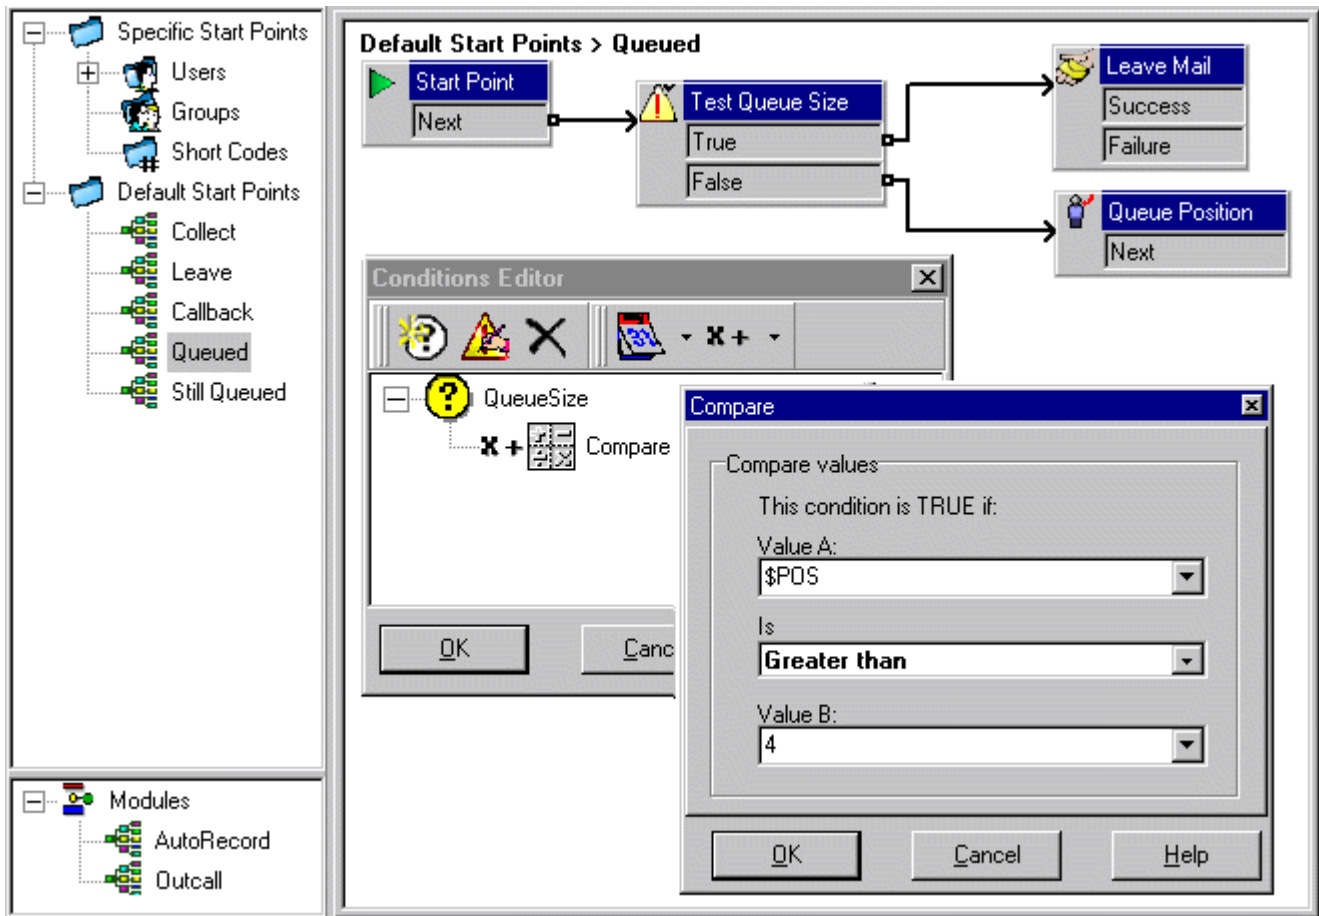 Specific Start Points
Users
Groups
Short Codes
Default Start Points
Collect
Leave
Callback
Queued
Still Queued
Modules
AutoRecord
Outcall
Default Start Points > Queued
Start Point
Next
Test Queue Size
True
False
Leave Mail
Success
Failure
Queue Position
Next
Conditions Editor
QueueSize
Compare
OK
Canc
Compare
Compare values
This condition is TRUE if:
Value A:
$POS
Is
Greater than
Value B:
4
OK
Cancel
Help